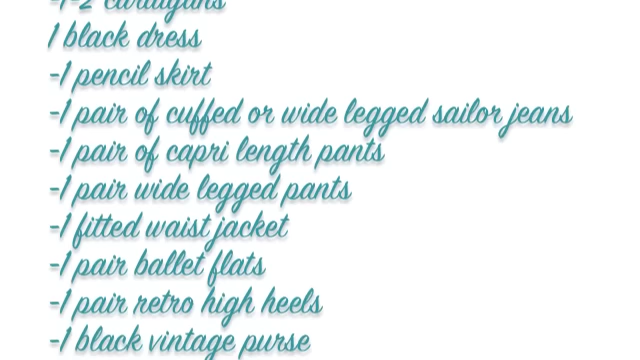 -1-2 cardigans
1 black dress
-1 pencil skirt
-1 pair of cuffed or wide legged sailor jeans
-1 pair of capri length pants
-1 pair wide legged pants
-1 fitted waist jacket
-1 pair ballet flats
-1 pair retro high heels
-1 black vintage purse